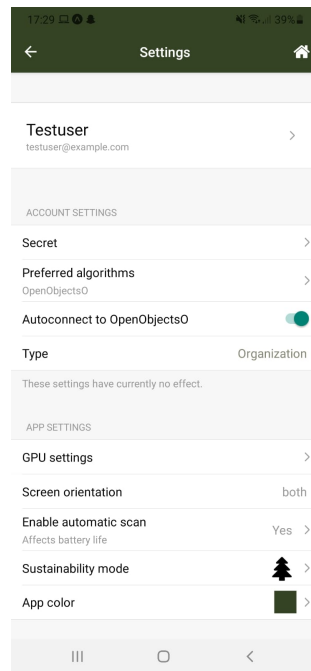 17:29 39%
Settings
Testuser
testuser@example.com
ACCOUNT SETTINGS
Secret
Preferred algorithms
OpenObjectsO
Autoconnect to OpenObjectsO
Type Organization
These settings have currently no effect.
APP SETTINGS
GPU settings
Screen orientation both
Enable automatic scan
Yes
Affects battery life
Sustainability mode
App color